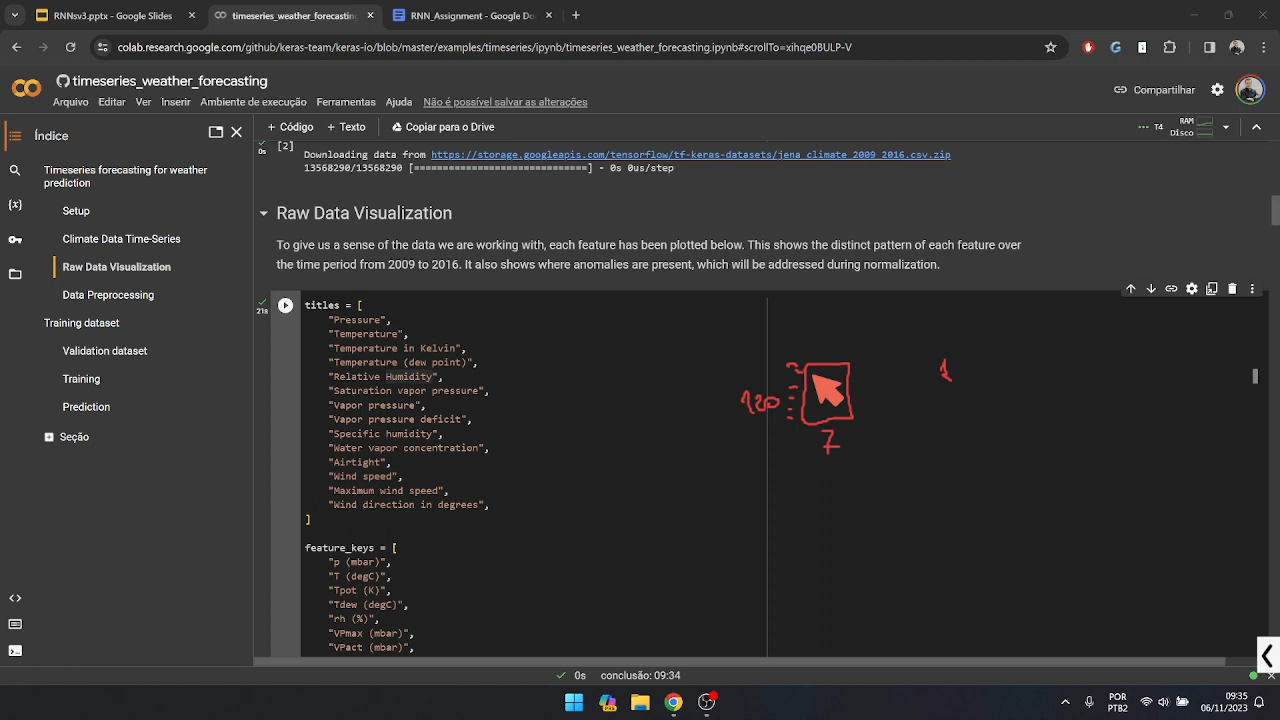 RNNsv3.pptx - Google Slides
timeseries_weather_forecasting.
RNN_Assignment - Google Do
colab.research.google.com/github/keras-team/keras-io/blob/master/examples/timeseries/ipynb/timeseries_weather_forecasting.ipynb#scrollTo=xihqe0BULP-V
timeseries_weather_forecasting
Arquivo Editar Ver Inserir Ambiente de execução Ferramentas Ajuda Não é possível salvar as alterações
Compartilhar
Índice
+ Código + Texto Copiar para o Drive
T4 RAM
Disco
Timeseries forecasting for weather
prediction
Setup
Climate Data Time-Series
Raw Data Visualization
Data Preprocessing
Training dataset
Validation dataset
Training
Prediction
Seção
0s
[2]
Downloading data from https://storage.googleapis.com/tensorflow/tf-keras-datasets/jena_climate_2009_2016.csv.zip
13568290/13568290 [==============================] - 0s 0us/step
Raw Data Visualization
To give us a sense of the data we are working with, each feature has been plotted below. This shows the distinct pattern of each feature over
the time period from 2009 to 2016. It also shows where anomalies are present, which will be addressed during normalization.
21s
titles = [
"Pressure",
"Temperature",
"Temperature in Kelvin",
"Temperature (dew point)",
"Relative Humidity",
"Saturation vapor pressure",
"Vapor pressure",
"Vapor pressure deficit",
"Specific humidity",
"Water vapor concentration",
"Airtight",
"Wind speed",
"Maximum wind speed",
"Wind direction in degrees",
]
feature_keys = [
"p (mbar)",
"T (degC)",
"Tpot (K)",
"Tdew (degC)",
"rh (%)",
"VPmax (mbar)",
"VPact (mbar)",
120
7
1
0s conclusão: 09:34
POR
PTB2
09:35
06/11/2023